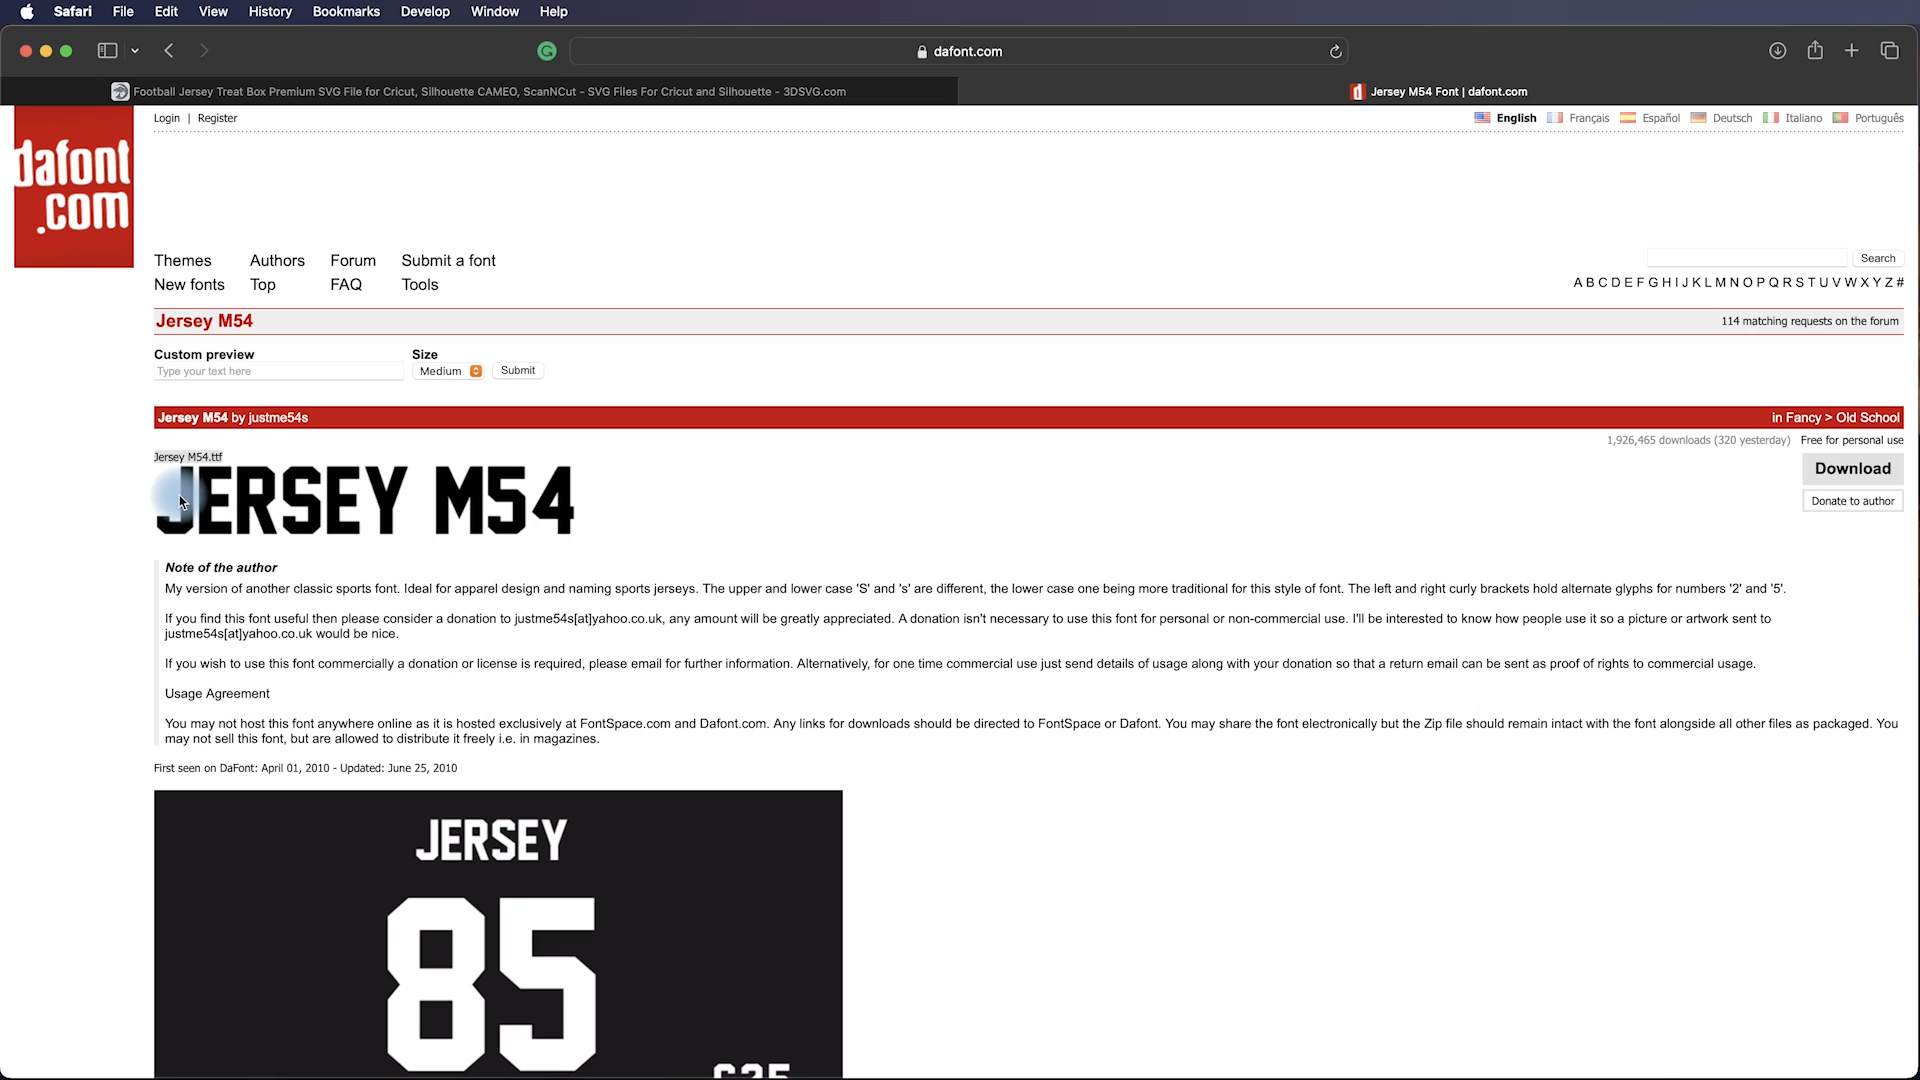 Safari File Edit View History Bookmarks Develop Window Help
dafont.com
Football Jersey Treat Box Premium SVG File for Cricut, Silhouette CAMEO, ScanNCut - SVG Files For Cricut and Silhouette - 3DSVG.com
Jersey M54 Font | dafont.com
dafont
.com
Login | Register
English Français Español Deutsch Italiano Português
Themes Authors Forum Submit a font
New fonts Top FAQ Tools
Search
A B C D E F G H I J K L M N O P Q R S T U V W X Y Z #
Jersey M54
114 matching requests on the forum
Custom preview Size
Type your text here Medium Submit
Jersey M54 by justme54s
in Fancy > Old School
1,926,465 downloads (320 yesterday) Free for personal use
Jersey M54.ttf
Download
JERSEY M54
Donate to author
Note of the author
My version of another classic sports font. Ideal for apparel design and naming sports jerseys. The upper and lower case 'S' and 's' are different, the lower case one being more traditional for this style of font. The left and right curly brackets hold alternate glyphs for numbers '2' and '5'.
If you find this font useful then please consider a donation to justme54s[at]yahoo.co.uk, any amount will be greatly appreciated. A donation isn't necessary to use this font for personal or non-commercial use. I'll be interested to know how people use it so a picture or artwork sent to
justme54s[at]yahoo.co.uk would be nice.
If you wish to use this font commercially a donation or license is required, please email for further information. Alternatively, for one time commercial use just send details of usage along with your donation so that a return email can be sent as proof of rights to commercial usage.
Usage Agreement
You may not host this font anywhere online as it is hosted exclusively at FontSpace.com and Dafont.com. Any links for downloads should be directed to FontSpace or Dafont. You may share the font electronically but the Zip file should remain intact with the font alongside all other files as packaged. You
may not sell this font, but are allowed to distribute it freely i.e. in magazines.
First seen on DaFont: April 01, 2010 - Updated: June 25, 2010
JERSEY
85